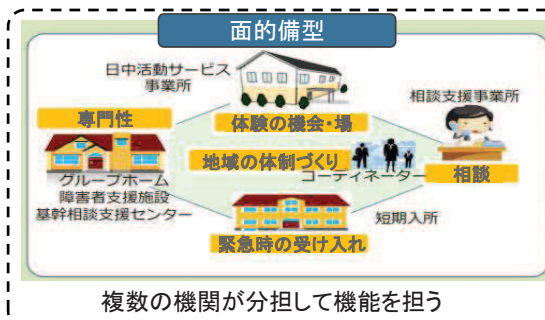 面的備型
日中活動サービス
事業所
相談支援事業所
専門性
体験の機会・場
地域の体制づくり
コーディネーター
相談
グループホーム
障害者支援施設
基幹相談支援センター
短期入所
緊急時の受け入れ
複数の機関が分担して機能を担う